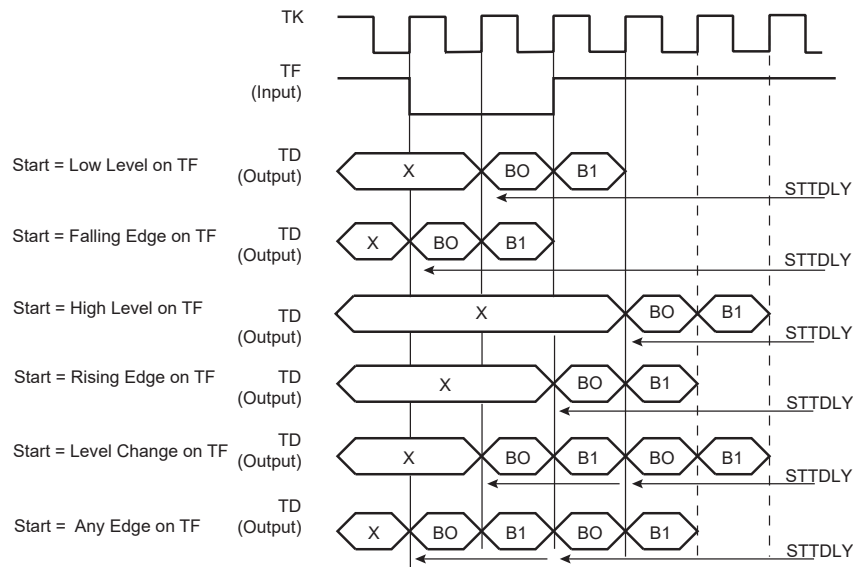 TK
TF
(Input)
Start = Low Level on TF
TD
(Output)
X
BO
B1
STTDLY
Start = Falling Edge on TF
TD
(Output)
X
BO
B1
STTDLY
Start = High Level on TF
TD
(Output)
X
BO
B1
STTDLY
Start = Rising Edge on TF
TD
(Output)
X
BO
B1
STTDLY
Start = Level Change on TF
TD
(Output)
X
BO
B1
BO
B1
STTDLY
Start = Any Edge on TF
TD
(Output)
X
BO
B1
BO
B1
STTDLY